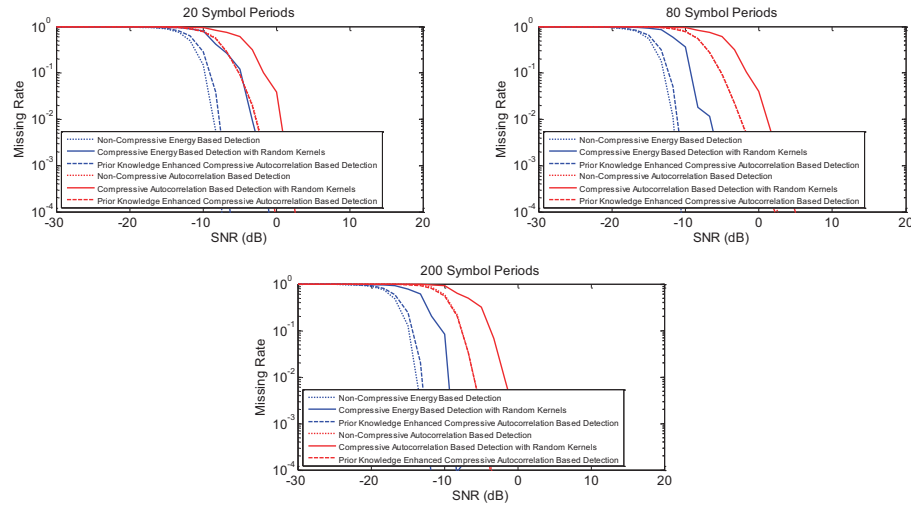 20 Symbol Periods
10^0
10^-1
10^-2
10^-3
10^-4
Missing Rate
Non-Compressive Energy Based Detection
Compressive Energy Based Detection with Random Kernels
Prior Knowledge Enhanced Compressive Autocorrelation Based Detection
Non-Compressive Autocorrelation Based Detection
Compressive Autocorrelation Based Detection with Random Kernels
Prior Knowledge Enhanced Compressive Autocorrelation Based Detection
-30 -20 -10 0 10 20
SNR (dB)
80 Symbol Periods
10^0
10^-1
10^-2
10^-3
10^-4
Missing Rate
Non-Compressive Energy Based Detection
Compressive Energy Based Detection with Random Kernels
Prior Knowledge Enhanced Compressive Autocorrelation Based Detection
Non-Compressive Autocorrelation Based Detection
Compressive Autocorrelation Based Detection with Random Kernels
Prior Knowledge Enhanced Compressive Autocorrelation Based Detection
-30 -20 -10 0 10 20
SNR (dB)
200 Symbol Periods
10^0
10^-1
10^-2
10^-3
10^-4
Missing Rate
Non-Compressive Energy Based Detection
Compressive Energy Based Detection with Random Kernels
Prior Knowledge Enhanced Compressive Autocorrelation Based Detection
Non-Compressive Autocorrelation Based Detection
Compressive Autocorrelation Based Detection with Random Kernels
Prior Knowledge Enhanced Compressive Autocorrelation Based Detection
-30 -20 -10 0 10 20
SNR (dB)